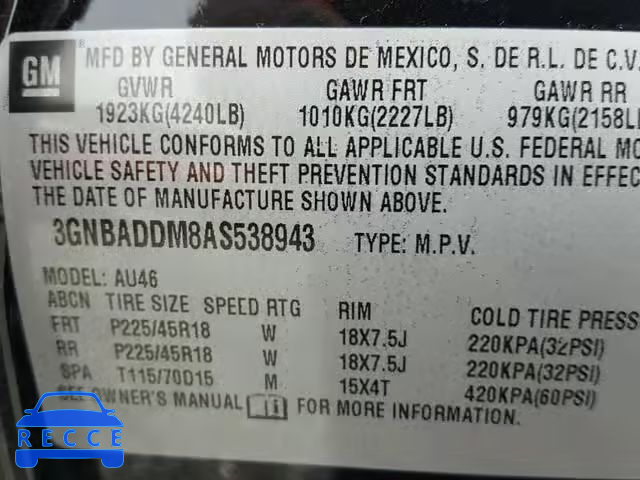 GM
®
MFD BY GENERAL MOTORS DE MEXICO, S. DE R.L. DE C.V.
GVWR GAWR FRT GAWR RR
1923KG(4240LB) 1010KG(2227LB) 979KG(2158L
THIS VEHICLE CONFORMS TO ALL APPLICABLE U.S. FEDERAL MO
VEHICLE SAFETY AND THEFT PREVENTION STANDARDS IN EFFEC
THE DATE OF MANUFACTURE SHOWN ABOVE.
3GNBADDM8AS538943 TYPE: M.P.V.
MODEL: AU46
ABCN TIRE SIZE SPEED RTG RIM COLD TIRE PRESS
FRT P225/45R18 W 18X7.5J 220KPA(32PSI)
RR P225/45R18 W 18X7.5J 220KPA(32PSI)
SPA T115/70D15 M 15X4T 420KPA(60PSI)
SEE OWNER'S MANUAL FOR MORE INFORMATION.
RECCE